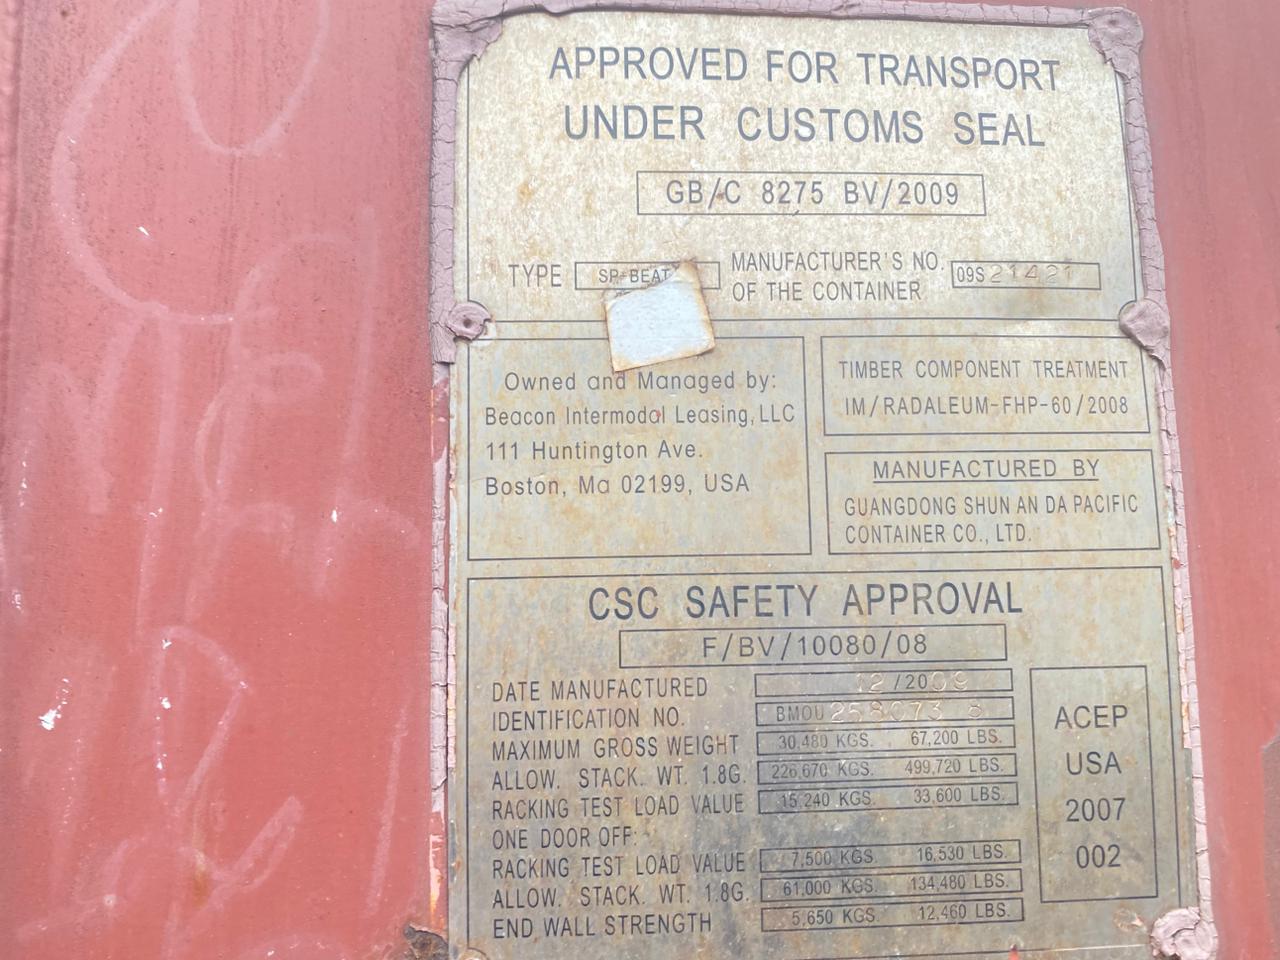 APPROVED FOR TRANSPORT
UNDER CUSTOMS SEAL
GB/C 8275 BV/2009
TYPE SP-BEAT MANUFACTURER'S NO. OF THE CONTAINER 09S21421
Owned and Managed by:
Beacon Intermodal Leasing, LLC
111 Huntington Ave.
Boston, Ma 02199, USA
TIMBER COMPONENT TREATMENT
IM/RADALEUM-FHP-60/2008
MANUFACTURED BY
GUANGDONG SHUN AN DA PACIFIC
CONTAINER CO., LTD.
CSC SAFETY APPROVAL
F/BV/10080/08
DATE MANUFACTURED 12/2009
IDENTIFICATION NO. BMOU 258073 8
MAXIMUM GROSS WEIGHT 30,480 KGS. 67,200 LBS.
ALLOW. STACK. WT. 1.8G. 226,670 KGS. 499,720 LBS.
RACKING TEST LOAD VALUE 15,240 KGS. 33,600 LBS.
ONE DOOR OFF:
RACKING TEST LOAD VALUE 7,500 KGS. 16,530 LBS.
ALLOW. STACK. WT. 1.8G. 61,000 KGS. 134,480 LBS.
END WALL STRENGTH 5,650 KGS. 12,460 LBS.
ACEP
USA
2007
002